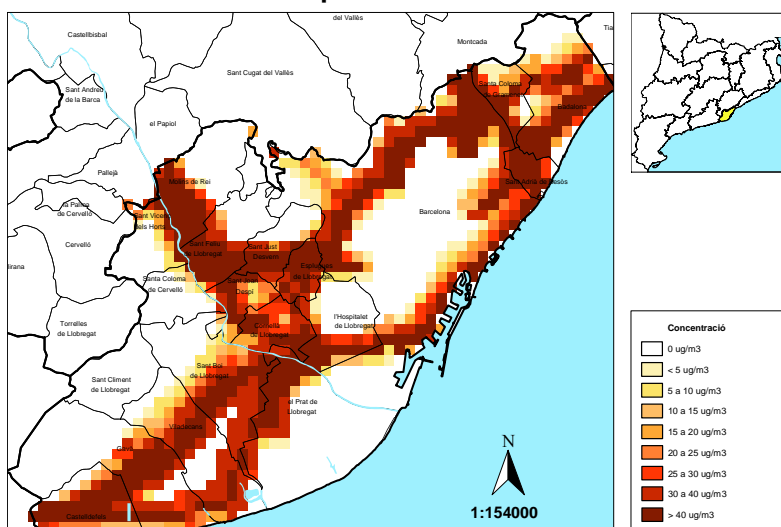 del Vallès
Tia
Castellbisbal
Montcada
Sant Cugat del Vallès
Santa Coloma
de Gramenet
Sant Andreu
de la Barca
Badalona
el Papiol
Pallejà
Molins de Rei
Sant Adrià de Besòs
la Palma
de Cervelló
Sant Vicenç
dels Horts
Barcelona
Cervelló
Sant Feliu
de Llobregat
Sant Just
Desvern
Esplugues
de Llobregat
lirana
Santa Coloma
de Cervelló
Sant Joan
Despí
Torrelles
de Llobregat
Cornellà
de Llobregat
l'Hospitalet
de Llobregat
Sant Boi
de Llobregat
Sant Climent
de Llobregat
el Prat de
Llobregat
Viladecans
Gavà
Castelldefels
N
1:154000
Concentració
0 ug/m3
< 5 ug/m3
5 a 10 ug/m3
10 a 15 ug/m3
15 a 20 ug/m3
20 a 25 ug/m3
25 a 30 ug/m3
30 a 40 ug/m3
> 40 ug/m3